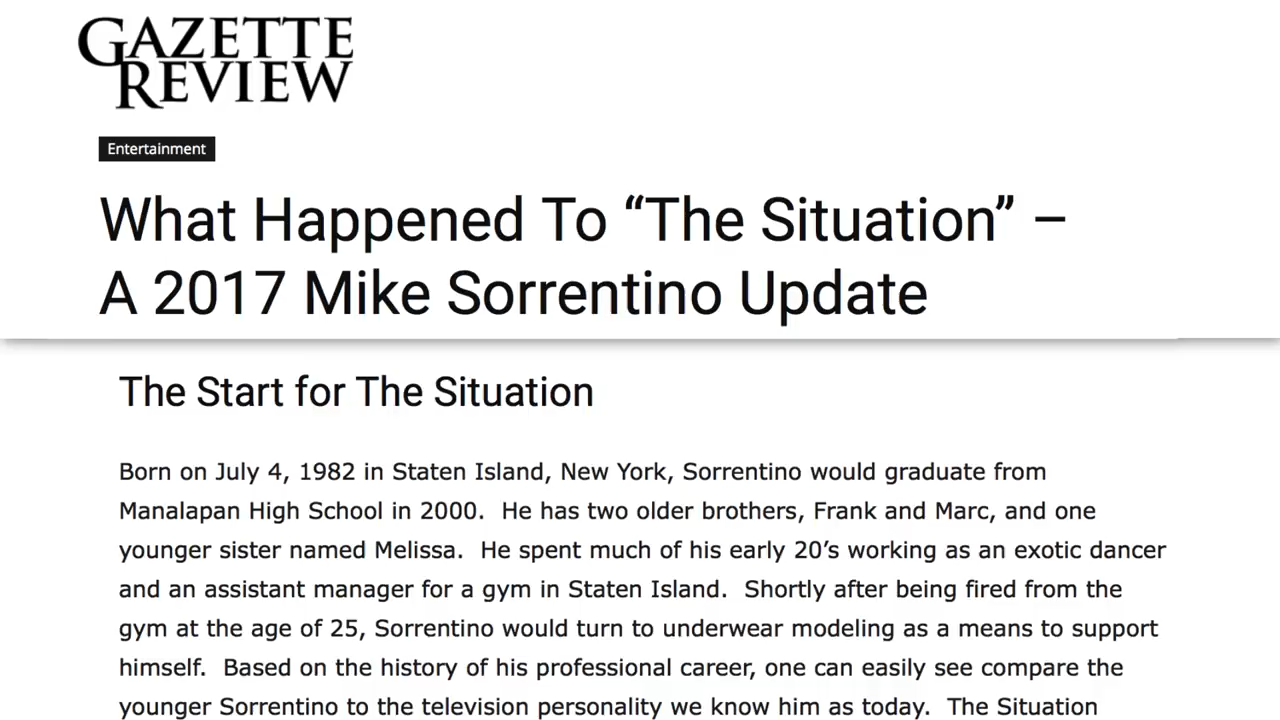 GAZETTE
REVIEW
Entertainment
What Happened To “The Situation” –
A 2017 Mike Sorrentino Update
The Start for The Situation
Born on July 4, 1982 in Staten Island, New York, Sorrentino would graduate from
Manalapan High School in 2000.  He has two older brothers, Frank and Marc, and one
younger sister named Melissa.  He spent much of his early 20’s working as an exotic dancer
and an assistant manager for a gym in Staten Island.  Shortly after being fired from the
gym at the age of 25, Sorrentino would turn to underwear modeling as a means to support
himself.  Based on the history of his professional career, one can easily see compare the
younger Sorrentino to the television personality we know him as today.  The Situation